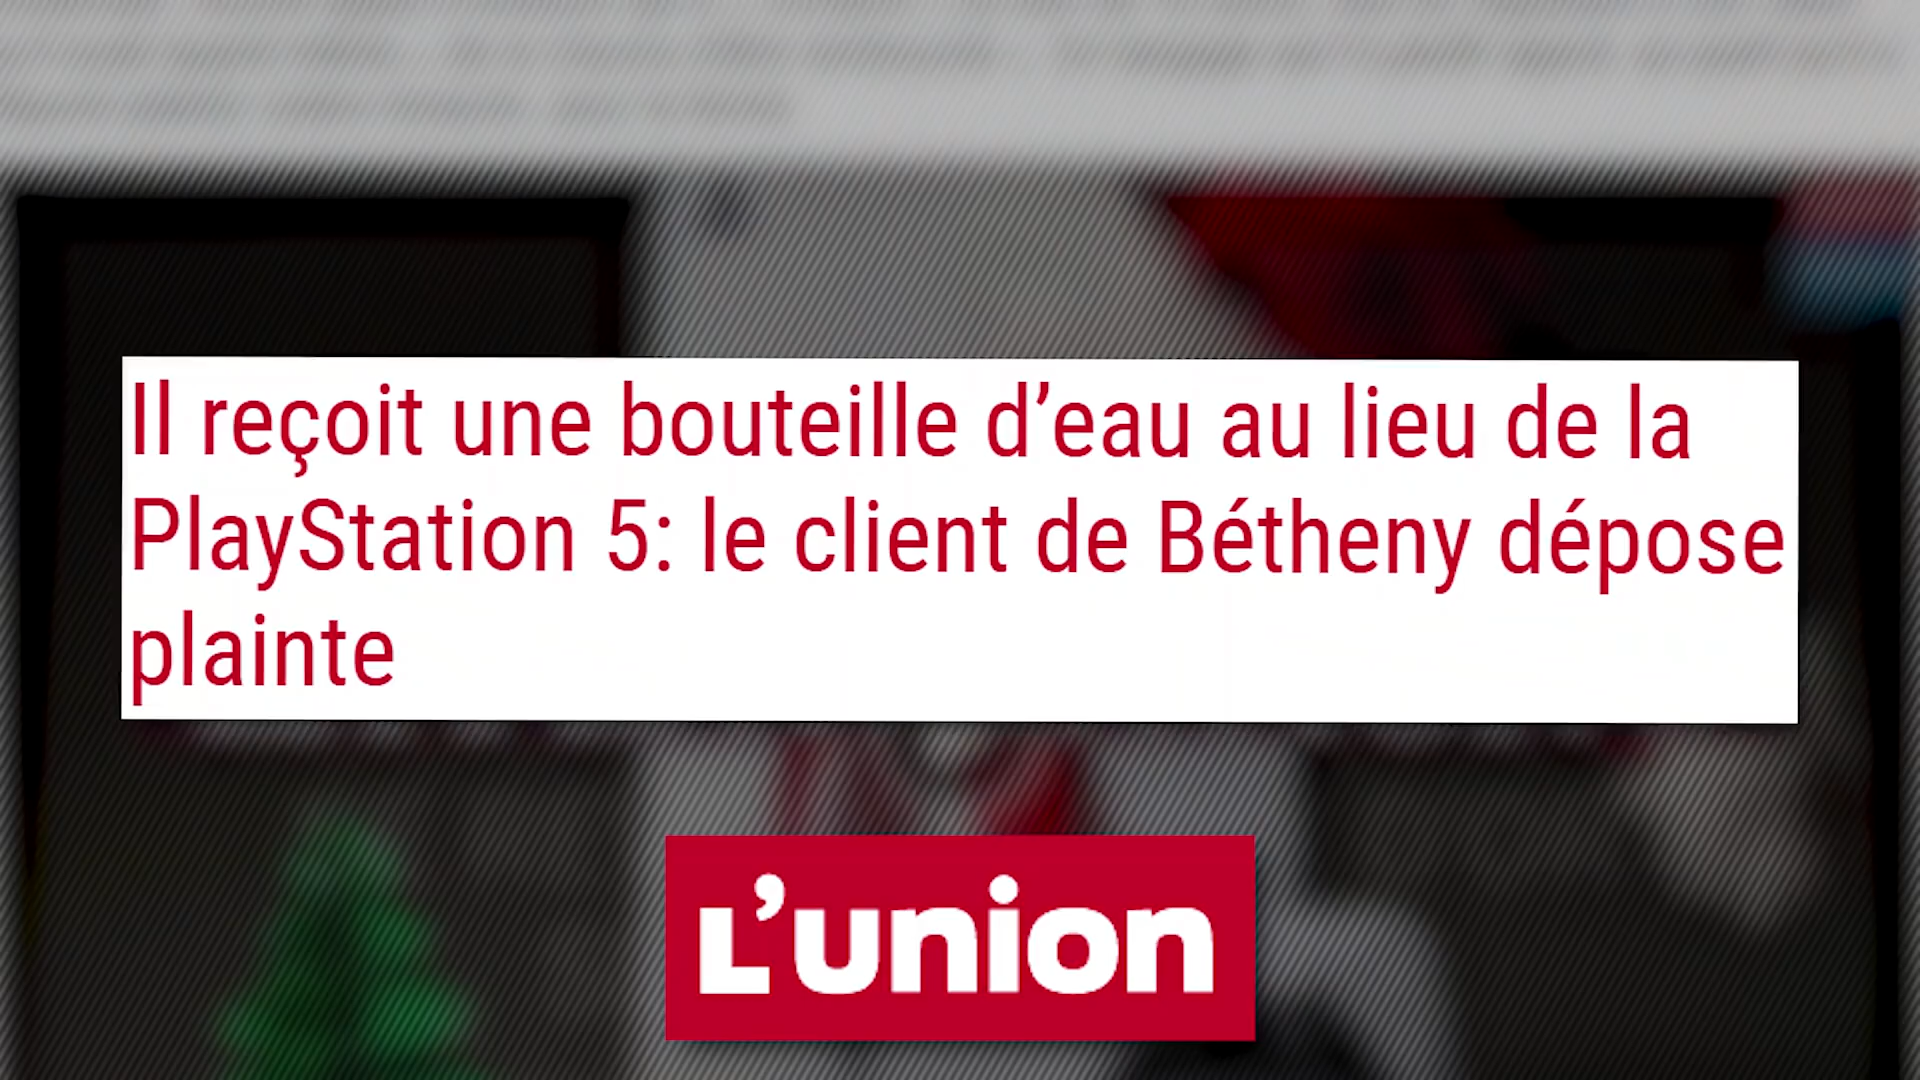 Il reçoit une bouteille d’eau au lieu de la
PlayStation 5: le client de Bétheny dépose
plainte
L’union